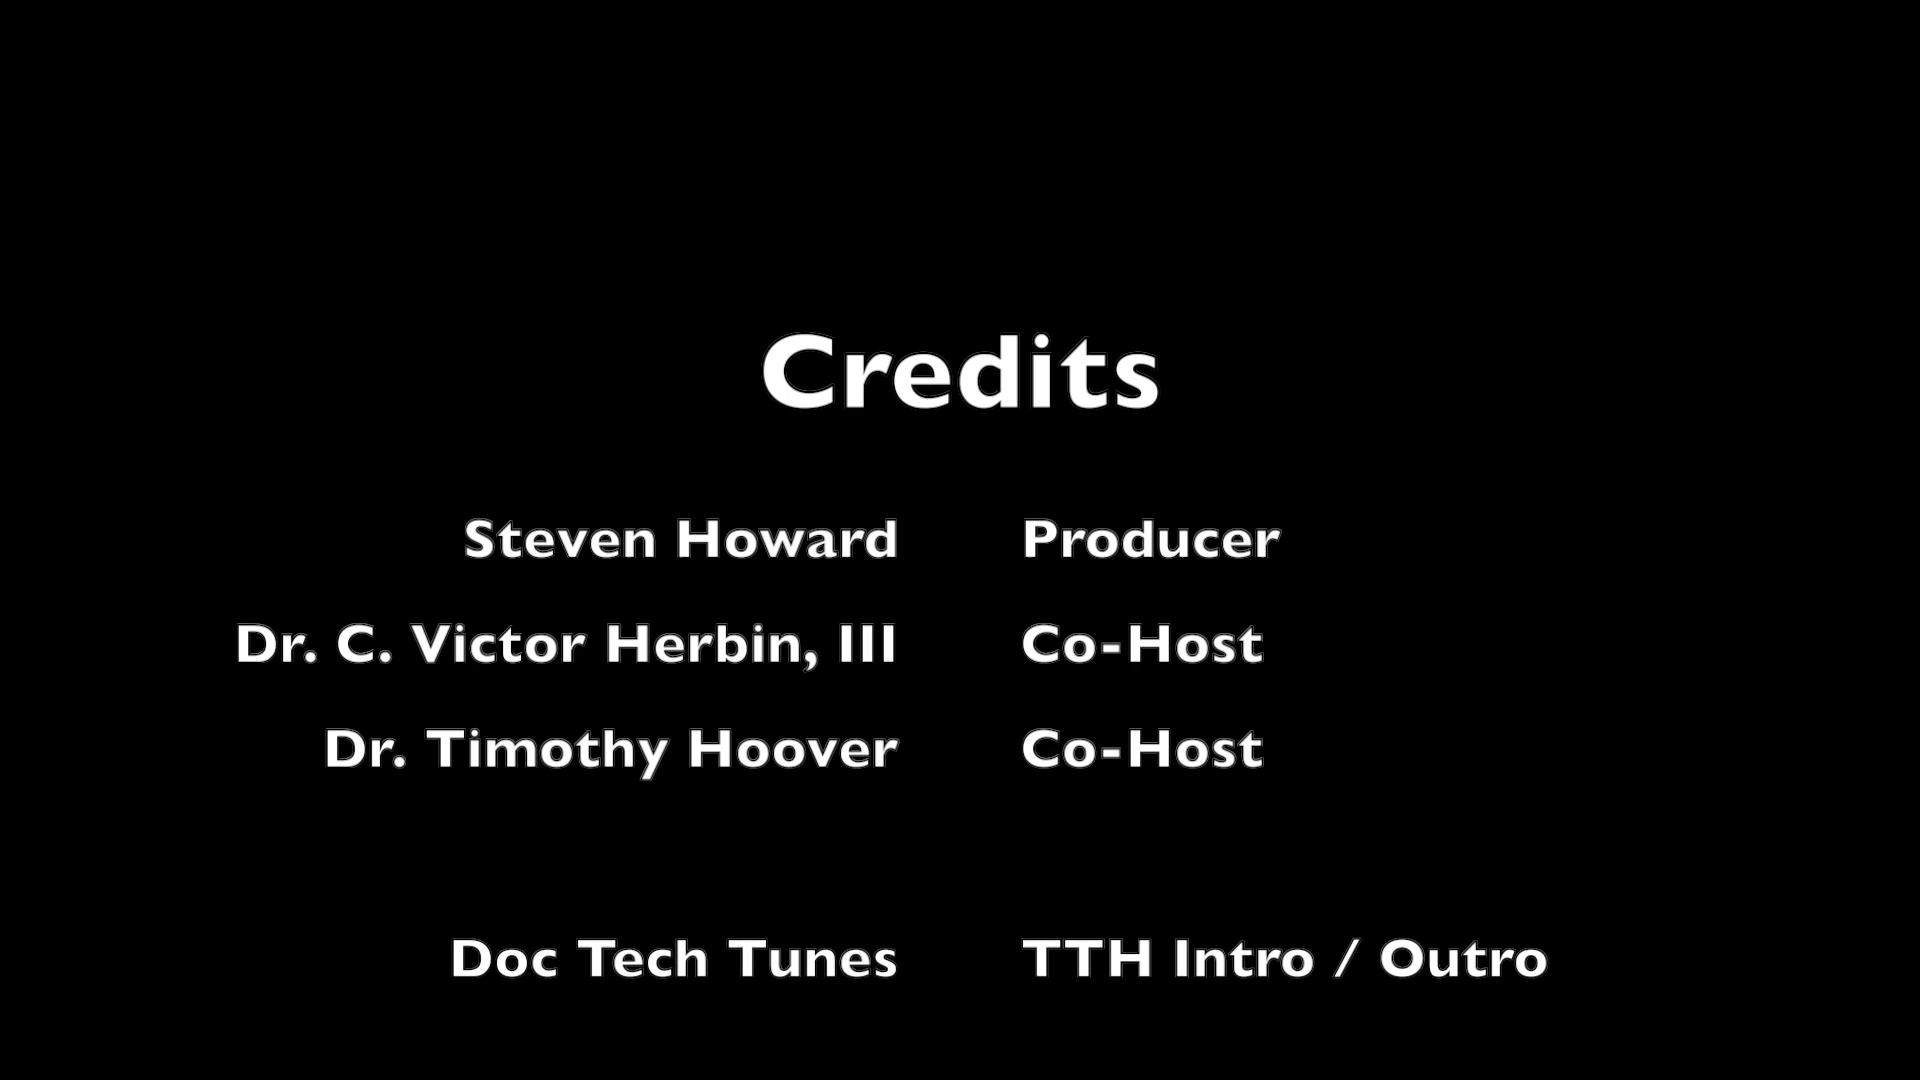 Credits
Steven Howard Producer
Dr. C. Victor Herbin, III Co-Host
Dr. Timothy Hoover Co-Host
Doc Tech Tunes TTH Intro / Outro